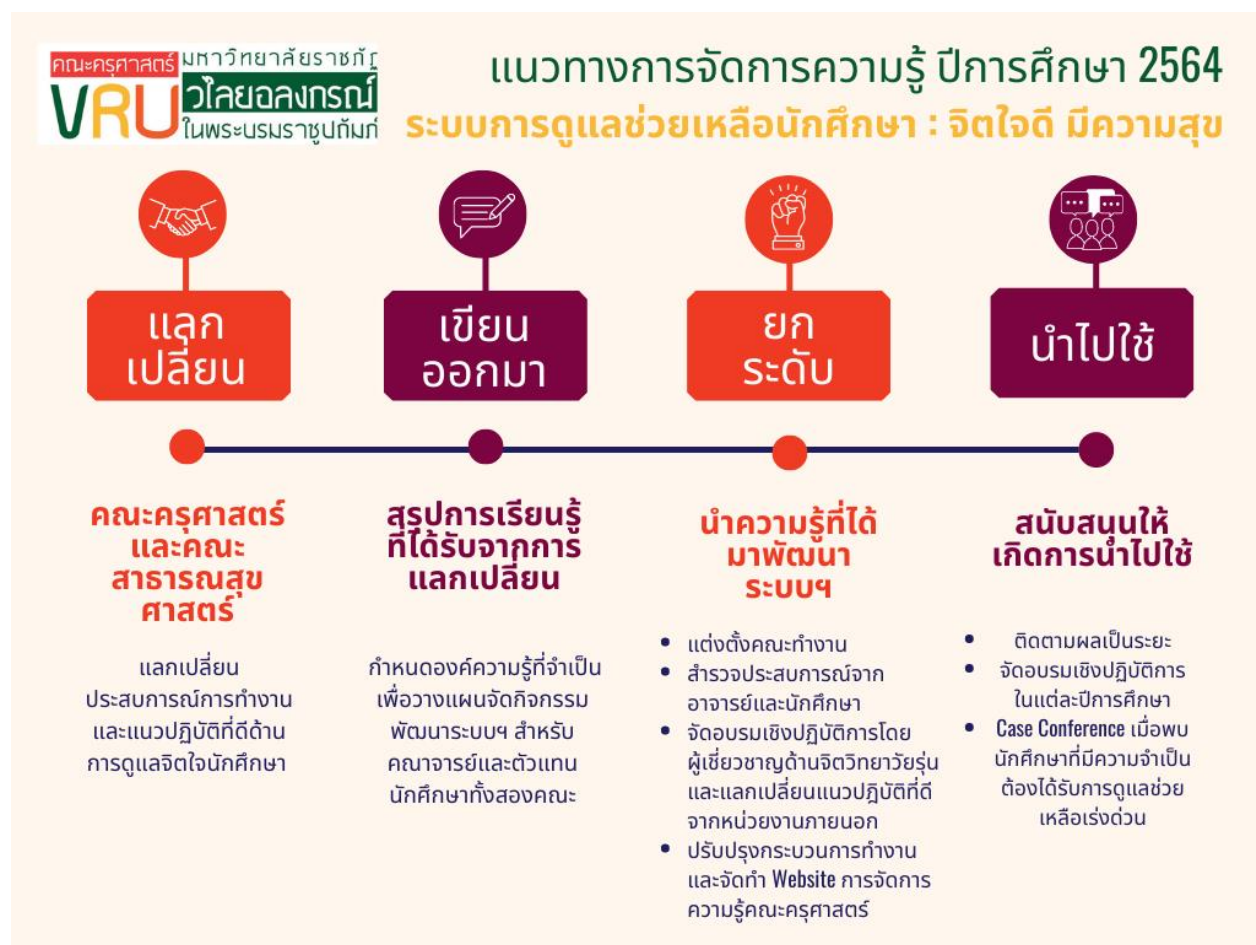 คณะครุศาสตร์
มหาวิทยาลัยราชภัฏ
VRU
วไลยอลงกรณ์
ในพระบรมราชูปถัมภ์
แนวทางการจัดการความรู้ ปีการศึกษา 2564
ระบบการดูแลช่วยเหลือนักศึกษา : จิตใจดี มีความสุข
แลก
เปลี่ยน
เขียน
ออกมา
ยก
ระดับ
นำไปใช้
คณะครุศาสตร์
และคณะ
สาธารณสุข
ศาสตร์
แลกเปลี่ยน
ประสบการณ์การทำงาน
และแนวปฏิบัติที่ดีด้าน
การดูแลจิตใจนักศึกษา
สรุปการเรียนรู้
ที่ได้รับจากการ
แลกเปลี่ยน
กำหนดองค์ความรู้ที่จำเป็น
เพื่อวางแผนจัดกิจกรรม
พัฒนาระบบฯ สำหรับ
คณาจารย์และตัวแทน
นักศึกษาทั้งสองคณะ
นำความรู้ที่ได้
มาพัฒนา
ระบบฯ
• แต่งตั้งคณะทำงาน
• สำรวจประสบการณ์จาก
อาจารย์และนักศึกษา
• จัดอบรมเชิงปฏิบัติการโดย
ผู้เชี่ยวชาญด้านจิตวิทยาวัยรุ่น
และแลกเปลี่ยนแนวปฎิบัติที่ดี
จากหน่วยงานภายนอก
• ปรับปรุงกระบวนการทำงาน
และจัดทำ Website การจัดการ
ความรู้คณะครุศาสตร์
สนับสนุนให้
เกิดการนำไปใช้
• ติดตามผลเป็นระยะ
• จัดอบรมเชิงปฏิบัติการ
ในแต่ละปีการศึกษา
• Case Conference เมื่อพบ
นักศึกษาที่มีความจำเป็น
ต้องได้รับการดูแลช่วย
เหลือเร่งด่วน